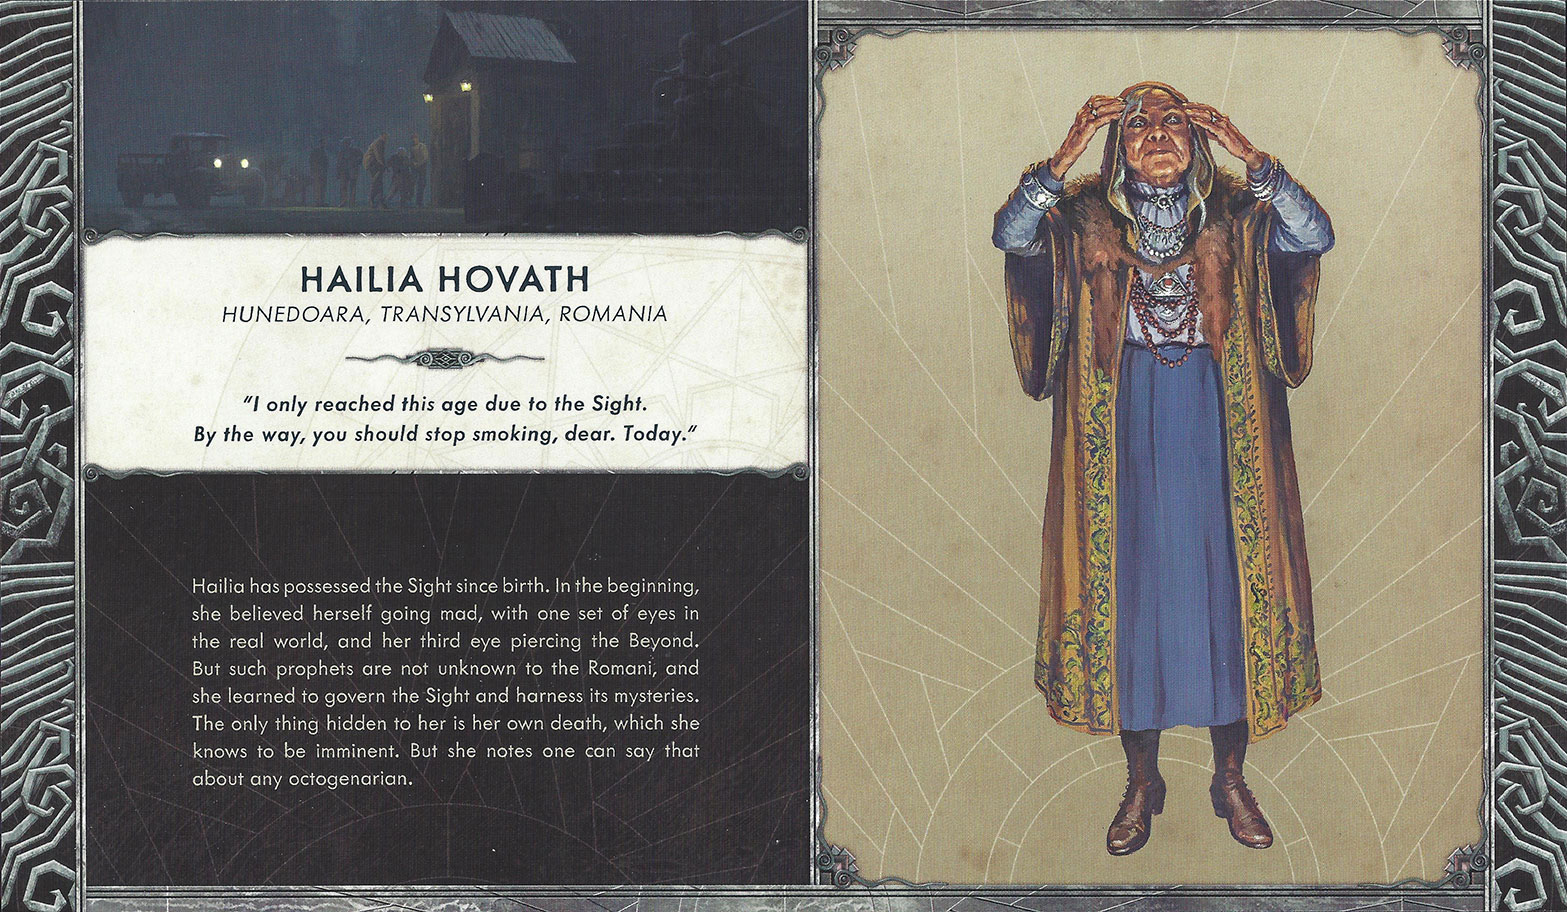 HAILIA HOVATH
HUNEDOARA, TRANSYLVANIA, ROMANIA
“I only reached this age due to the Sight.
By the way, you should stop smoking, dear. Today.”
Hailia has possessed the Sight since birth. In the beginning,
she believed herself going mad, with one set of eyes in
the real world, and her third eye piercing the Beyond.
But such prophets are not unknown to the Romani, and
she learned to govern the Sight and harness its mysteries.
The only thing hidden to her is her own death, which she
knows to be imminent. But she notes one can say that
about any octogenarian.